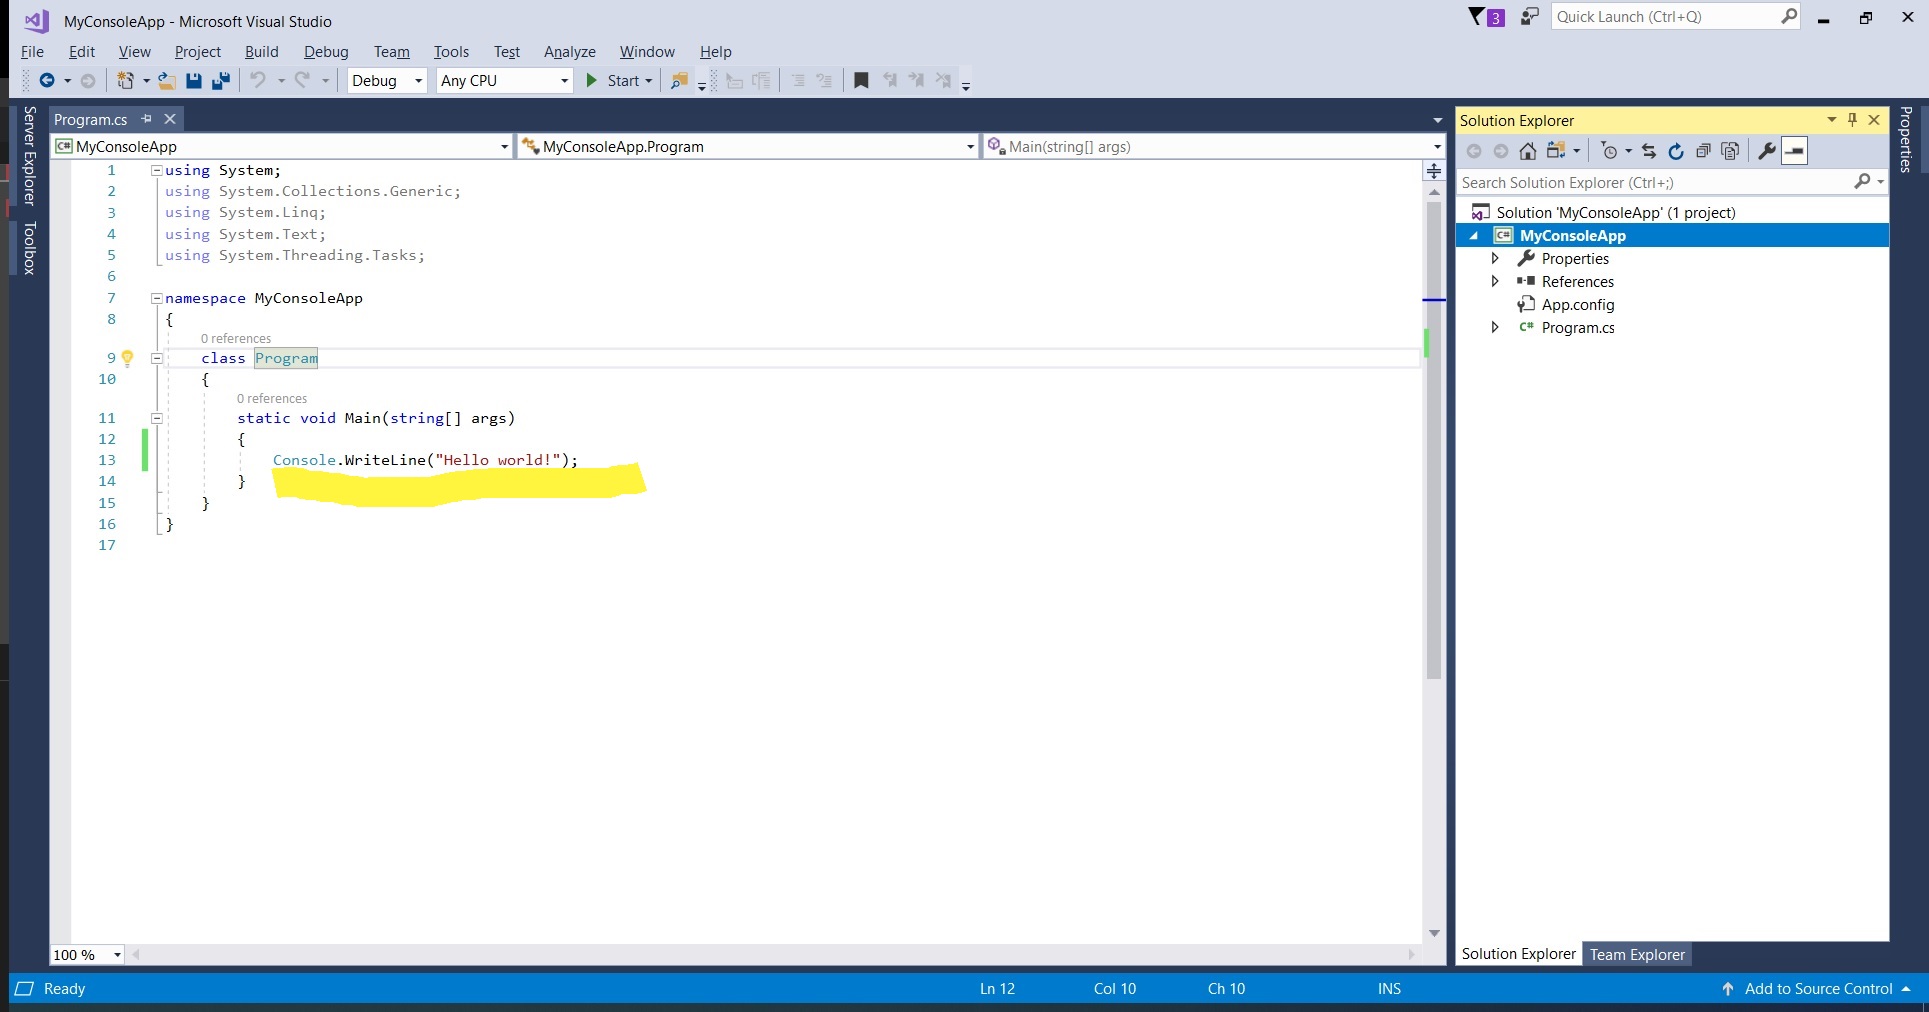 MyConsoleApp - Microsoft Visual Studio
3
Quick Launch (Ctrl+Q)
File Edit View Project Build Debug Team Tools Test Analyze Window Help
Debug Any CPU Start
Server Explorer
Toolbox
Program.cs
MyConsoleApp MyConsoleApp.Program Main(string[] args)
1 using System;
2 using System.Collections.Generic;
3 using System.Linq;
4 using System.Text;
5 using System.Threading.Tasks;
6
7 namespace MyConsoleApp
8 {
0 references
9 class Program
10 {
0 references
11 static void Main(string[] args)
12 {
13 Console.WriteLine("Hello world!");
14 }
15 }
16 }
17
100 %
Solution Explorer
Search Solution Explorer (Ctrl+;)
Solution 'MyConsoleApp' (1 project)
C# MyConsoleApp
Properties
References
App.config
C# Program.cs
Solution Explorer Team Explorer
Properties
Ready Ln 12 Col 10 Ch 10 INS Add to Source Control